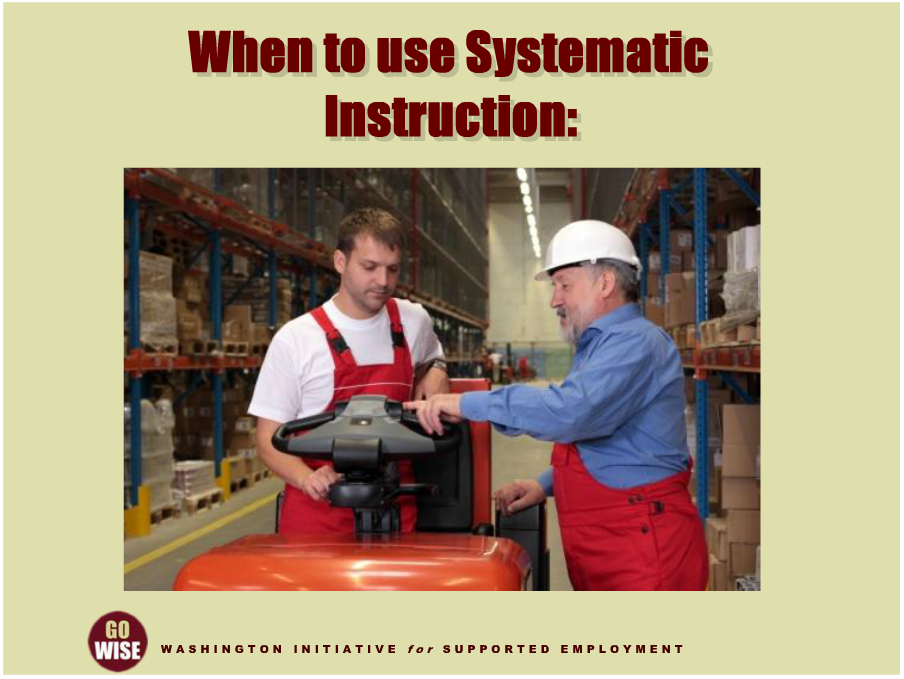 When to use Systematic
Instruction:
GO
WISE
WASHINGTON INITIATIVE for SUPPORTED EMPLOYMENT